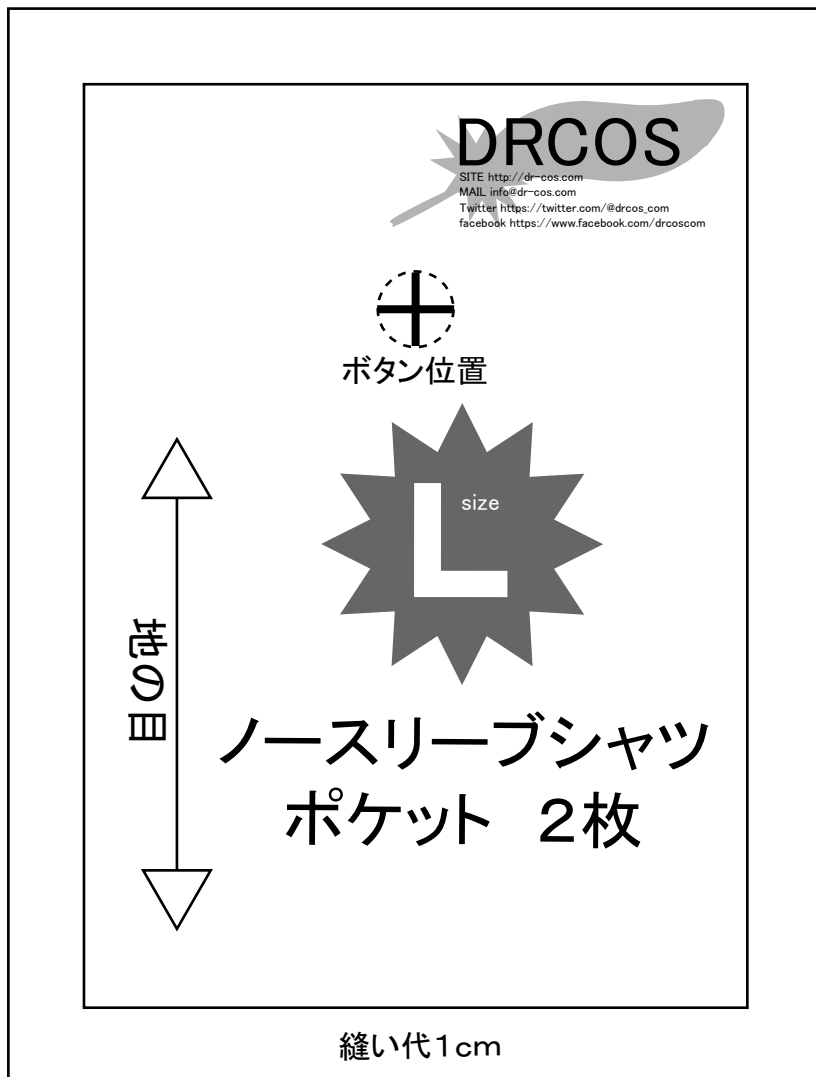 DRCOS
SITE http://dr-cos.com
MAIL info@dr-cos.com
Twitter https://twitter.com/@drcos_com
facebook https://www.facebook.com/drcoscom
ボタン位置
L size
地の目
ノースリーブシャツ
ポケット　２枚
縫い代１cm